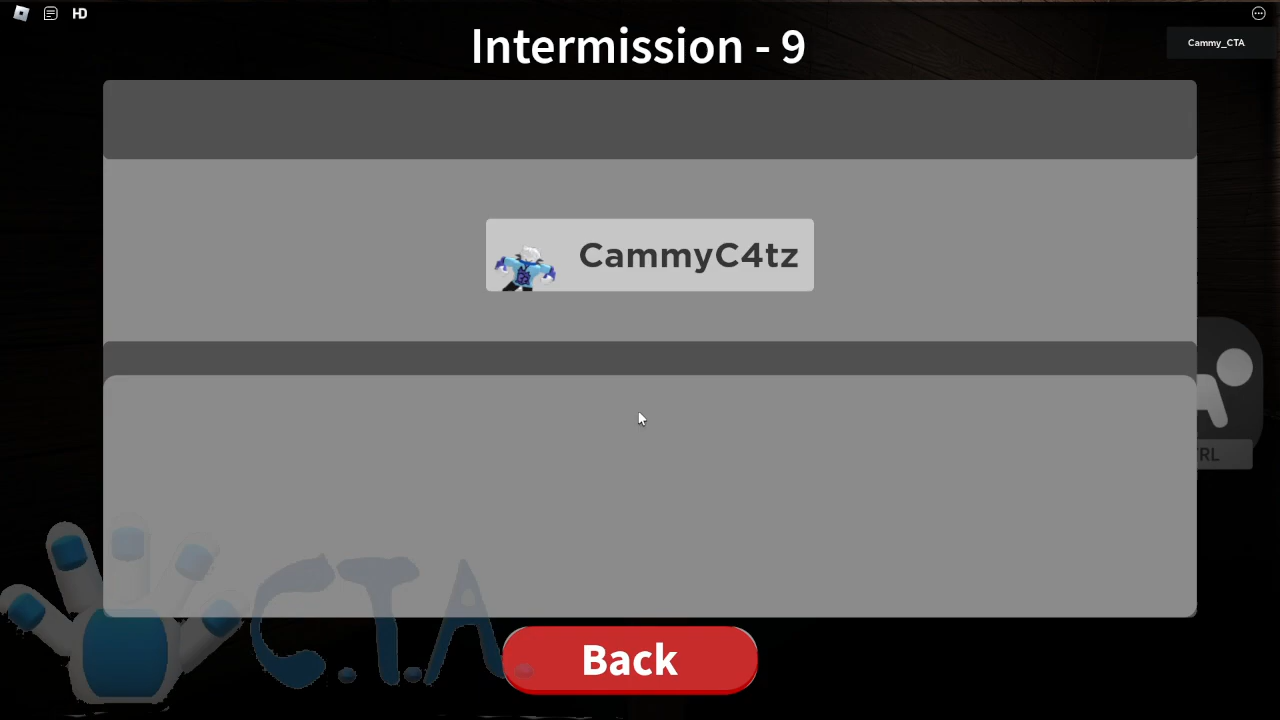 HD
Intermission - 9
Cammy_CTA
CammyC4tz
C.T.A.
Back